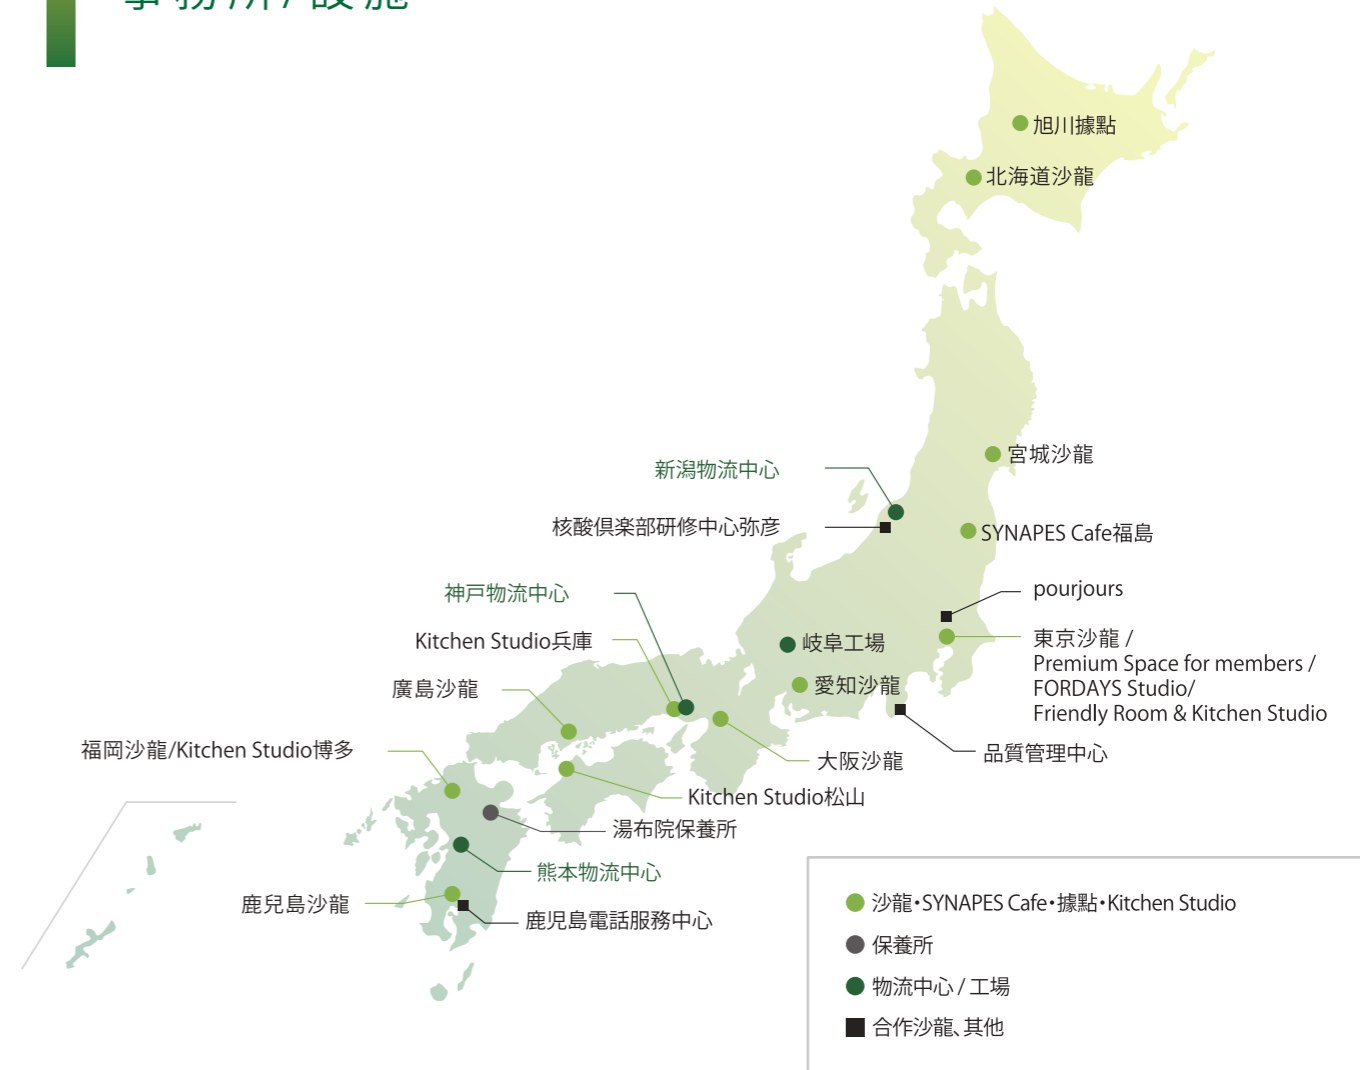 事務所/設施
旭川據點
北海道沙龍
宮城沙龍
新潟物流中心
核酸倶楽部研修中心弥彦
SYNAPES Cafe福島
神戸物流中心
pourjours
Kitchen Studio兵庫
岐阜工場
東京沙龍 /
Premium Space for members /
FORDAYS Studio/
Friendly Room & Kitchen Studio
廣島沙龍
愛知沙龍
福岡沙龍/Kitchen Studio博多
大阪沙龍
品質管理中心
Kitchen Studio松山
湯布院保養所
熊本物流中心
鹿兒島沙龍
鹿児島電話服務中心
沙龍・SYNAPES Cafe・據點・Kitchen Studio
保養所
物流中心 / 工場
合作沙龍、其他